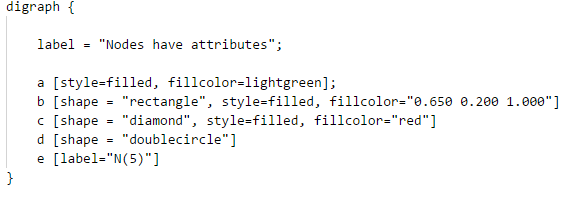 digraph {
label = "Nodes have attributes";
a [style=filled, fillcolor=lightgreen];
b [shape = "rectangle", style=filled, fillcolor="0.650 0.200 1.000"]
c [shape = "diamond", style=filled, fillcolor="red"]
d [shape = "doublecircle"]
e [label="N(5)"]
}